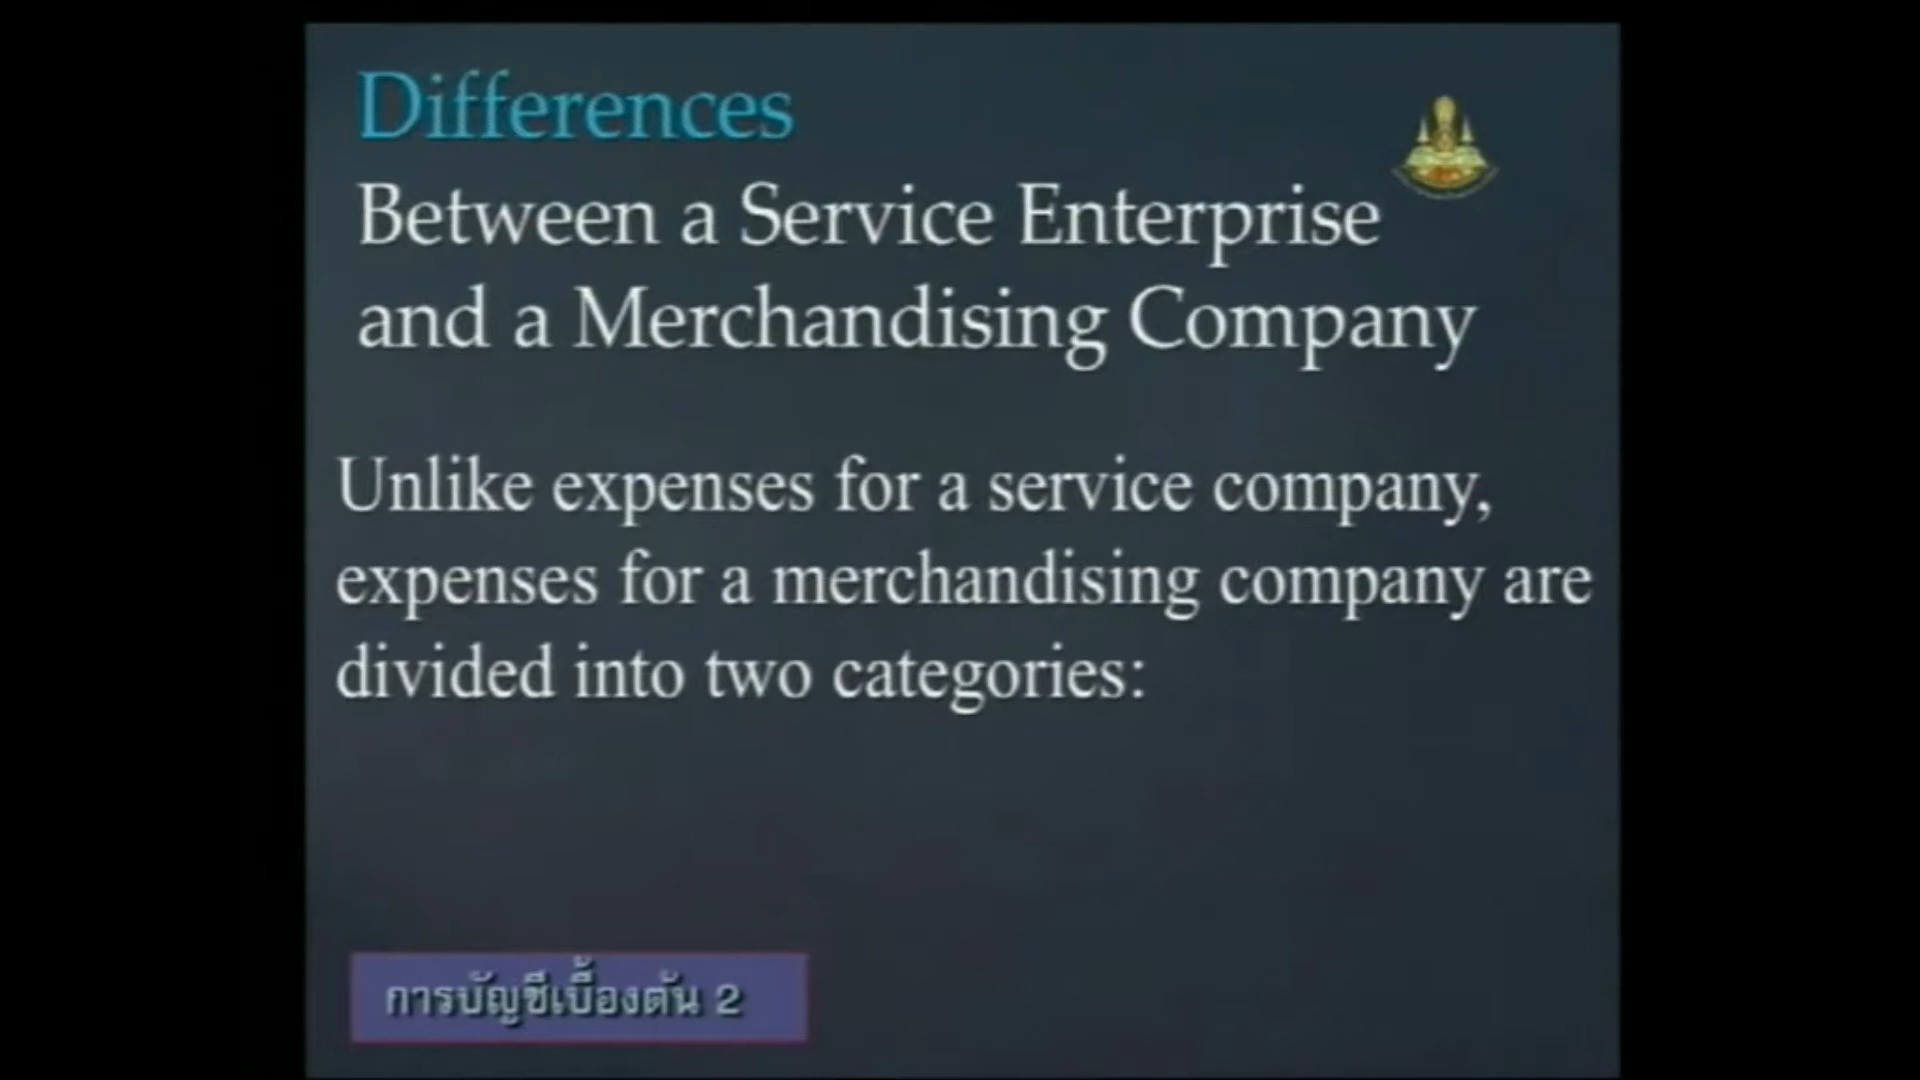 Differences
Between a Service Enterprise
and a Merchandising Company
Unlike expenses for a service company,
expenses for a merchandising company are
divided into two categories:
การบัญชีเบื้องต้น 2